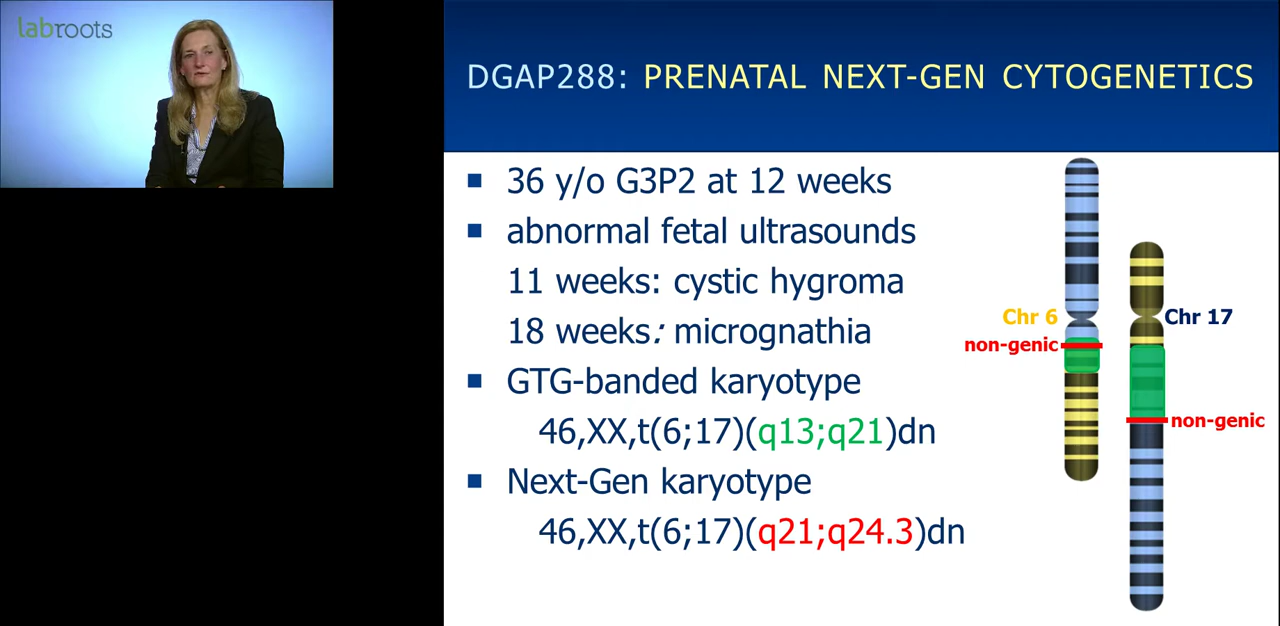 labroots
DGAP288: PRENATAL NEXT-GEN CYTOGENETICS
36 y/o G3P2 at 12 weeks
abnormal fetal ultrasounds
11 weeks: cystic hygroma
18 weeks: micrognathia
GTG-banded karyotype
46,XX,t(6;17)(q13;q21)dn
Next-Gen karyotype
46,XX,t(6;17)(q21;q24.3)dn
Chr 6
non-genic
Chr 17
non-genic